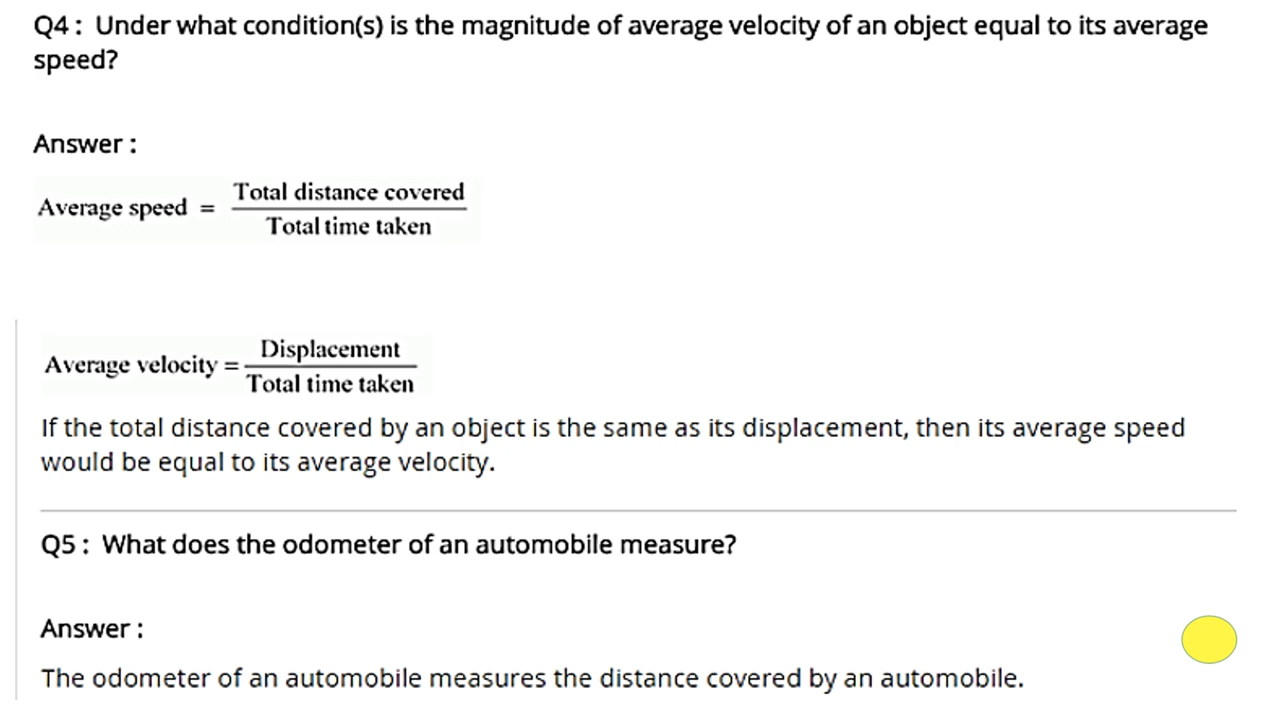 Q4 : Under what condition(s) is the magnitude of average velocity of an object equal to its average
speed?
Answer :
Average speed = Total distance covered
Total time taken
Average velocity = Displacement
Total time taken
If the total distance covered by an object is the same as its displacement, then its average speed
would be equal to its average velocity.
Q5 : What does the odometer of an automobile measure?
Answer :
The odometer of an automobile measures the distance covered by an automobile.